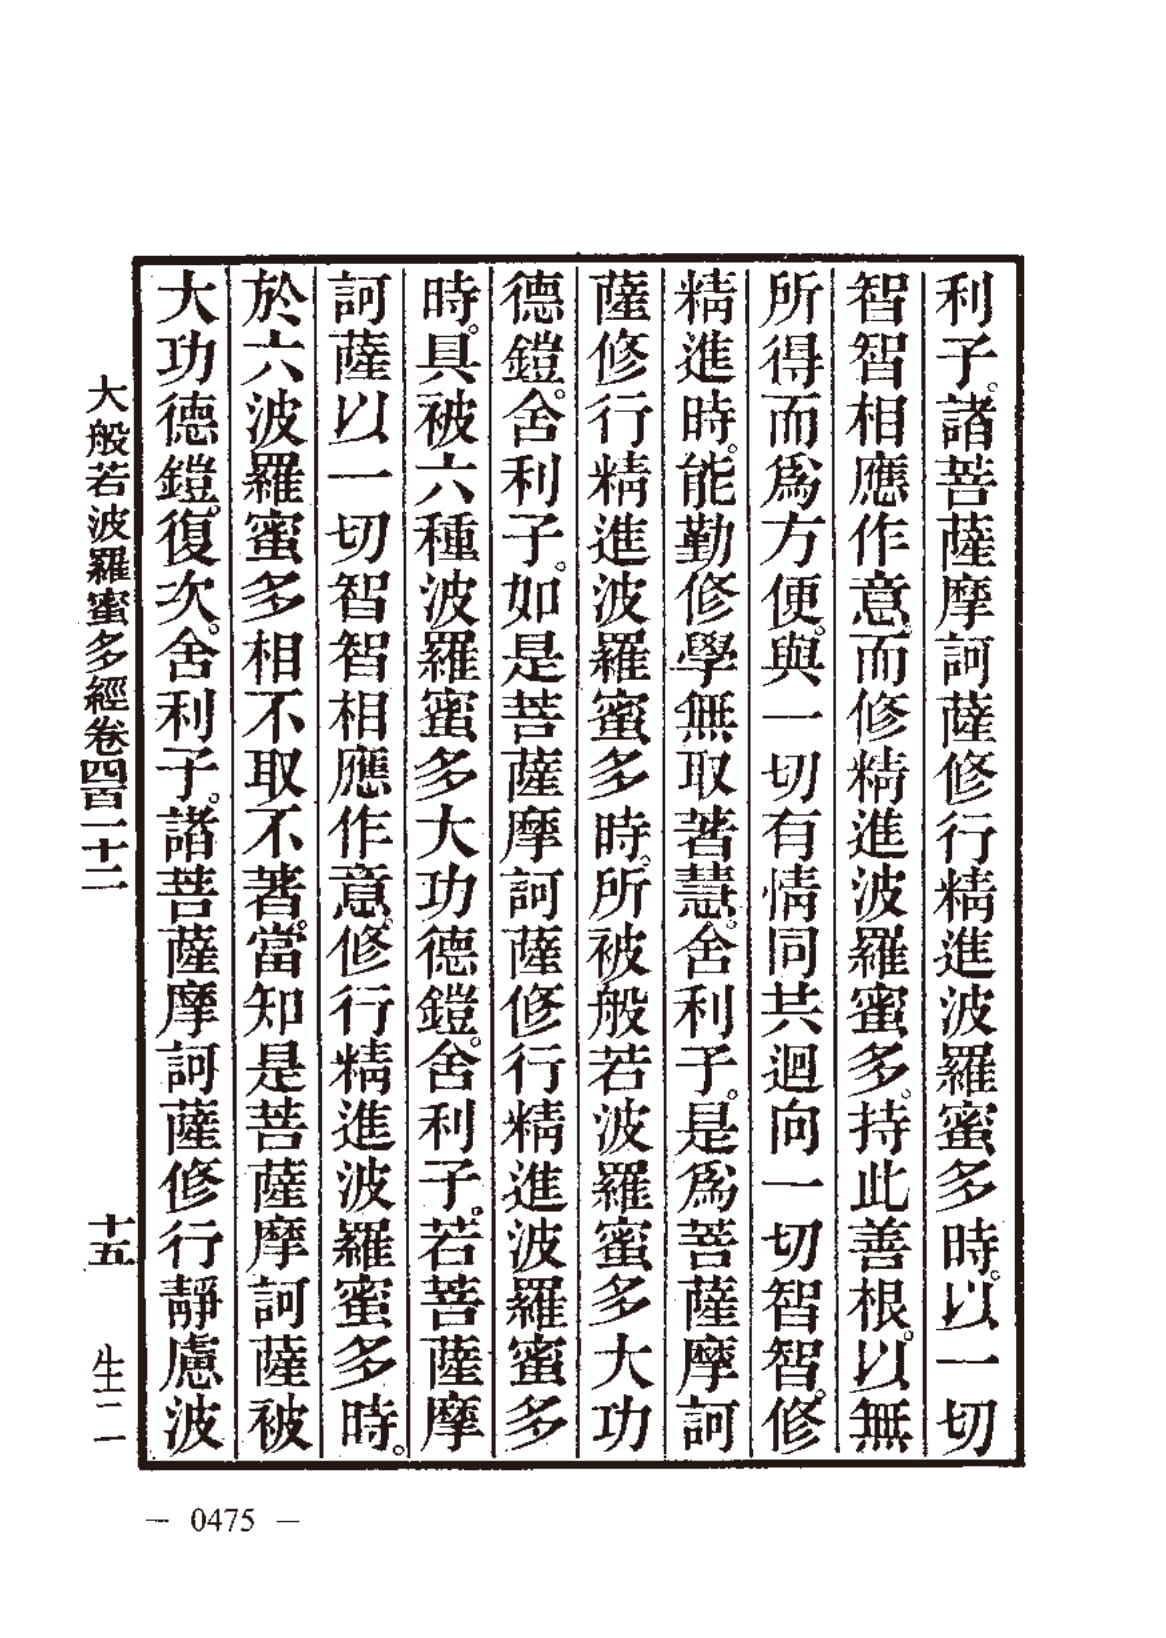 利子。諸菩薩摩訶薩修行精進波羅蜜多時。以一切
智智相應作意。而修精進波羅蜜多。持此善根。以無
所得而爲方便。與一切有情同共迴向一切智智。修
精進時。能勤修學無取著慧。舍利子。是爲菩薩摩訶
薩修行精進波羅蜜多時。所被般若波羅蜜多大功
德鎧。舍利子。如是菩薩摩訶薩修行精進波羅蜜多
時。具被六種波羅蜜多大功德鎧。舍利子。若菩薩摩
訶薩以一切智智相應作意。修行精進波羅蜜多時。
於六波羅蜜多相不取不著。當知是菩薩摩訶薩被
大功德鎧。復次。舍利子。諸菩薩摩訶薩修行靜慮波
大般若波羅蜜多經卷四百一十二 十五 生二一
— 0475 —